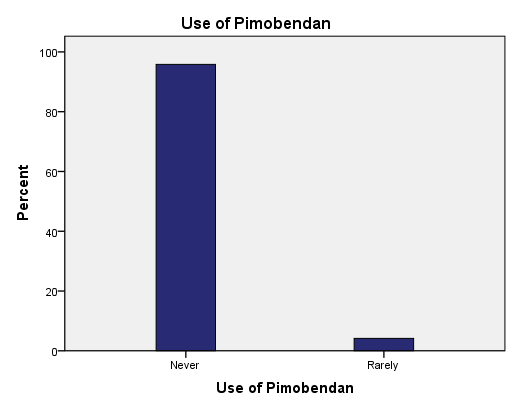 Use of Pimobendan
100
80
60
40
20
0
Percent
Never
Rarely
Use of Pimobendan